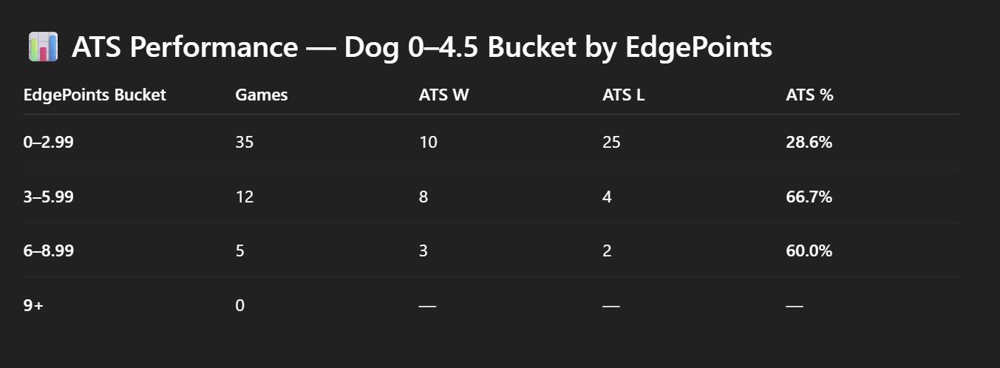 📊 ATS Performance — Dog 0–4.5 Bucket by EdgePoints
EdgePoints Bucket Games ATS W ATS L ATS %
0–2.99 35 10 25 28.6%
3–5.99 12 8 4 66.7%
6–8.99 5 3 2 60.0%
9+ 0 — — —